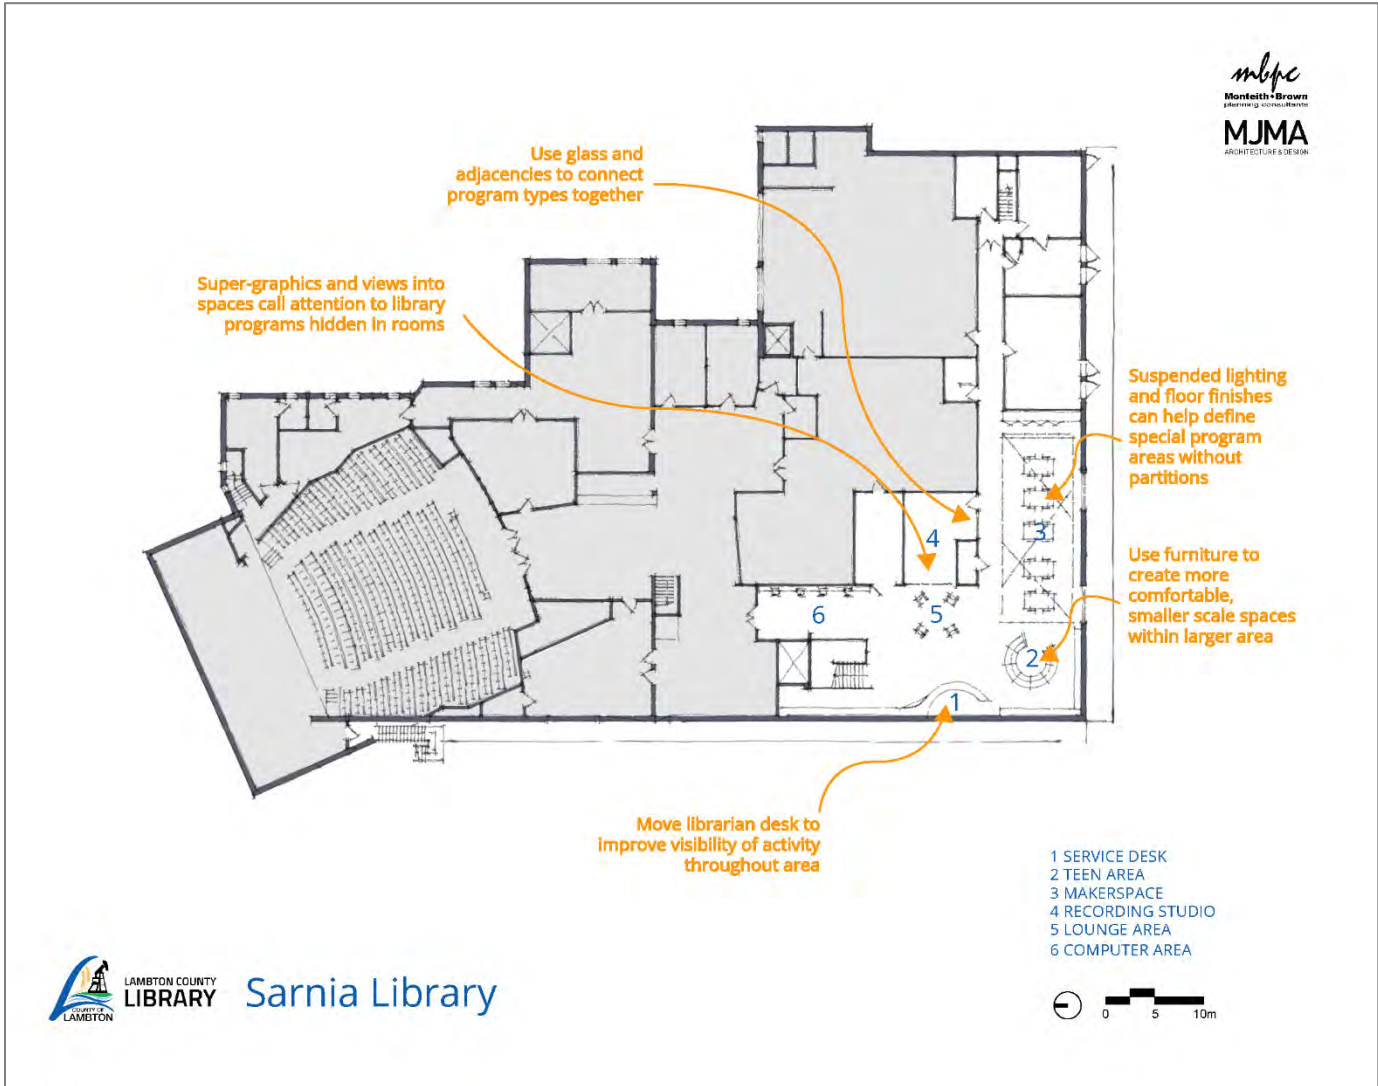 mbpc
Monteith•Brown
planning consultants
MJMA
ARCHITECTURE & DESIGN
Use glass and
adjacencies to connect
program types together
Super-graphics and views into
spaces call attention to library
programs hidden in rooms
Suspended lighting
and floor finishes
can help define
special program
areas without
partitions
4
3
Use furniture to
create more
comfortable,
smaller scale spaces
within larger area
6
5
2
1
Move librarian desk to
improve visibility of activity
throughout area
1 SERVICE DESK
2 TEEN AREA
3 MAKERSPACE
4 RECORDING STUDIO
5 LOUNGE AREA
6 COMPUTER AREA
LAMBTON COUNTY
LIBRARY
COUNTY OF
LAMBTON
Sarnia Library
0 5 10m